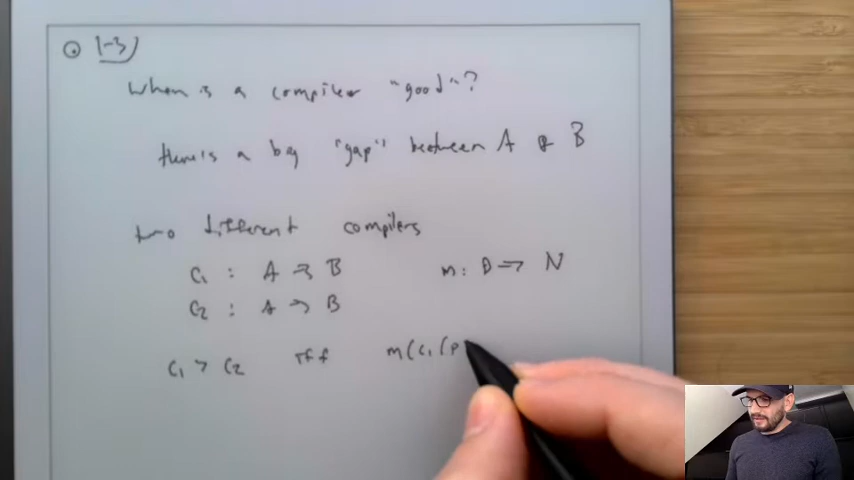 1-3)
When is a compiler "good"?
there's a big "gap" between A & B
two different compilers
c₁ : A → B
m: B → N
c₂ : A → B
c₁ > c₂ iff m(c₁(p